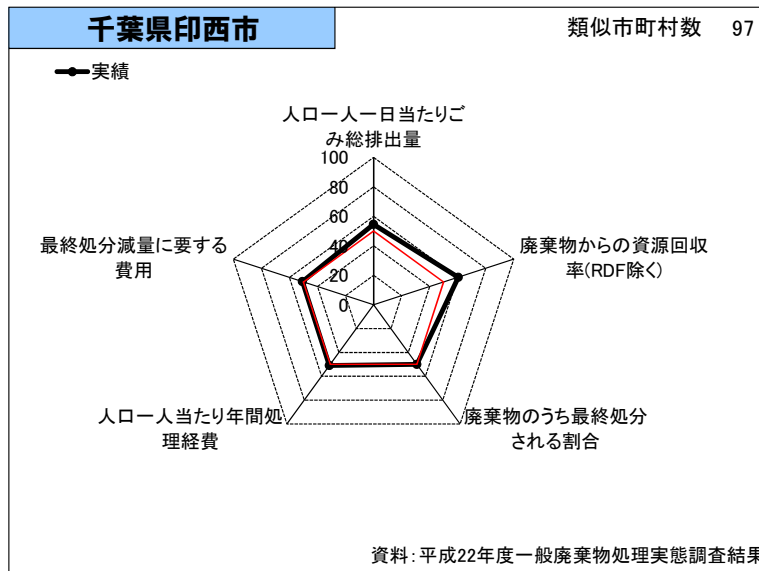 千葉県印西市
類似市町村数 97
実績
人口一人一日当たりご
み総排出量
100
80
60
40
20
0
廃棄物からの資源回収
率(RDF除く)
廃棄物のうち最終処分
される割合
人口一人当たり年間処
理経費
最終処分減量に要する
費用
資料：平成22年度一般廃棄物処理実態調査結果